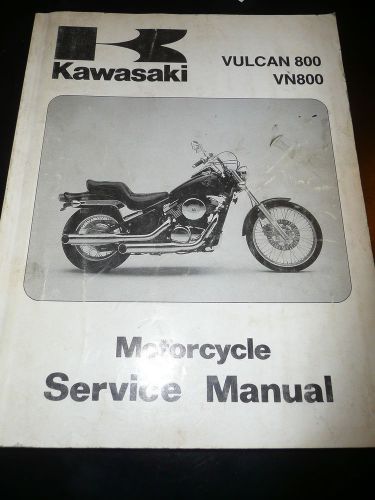 Kawasaki
VULCAN 800
VN800
Motorcycle
Service Manual